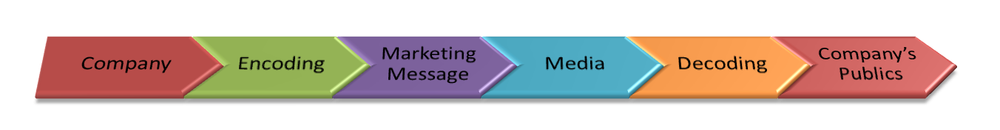 Company
Encoding
Marketing
Message
Media
Decoding
Company’s
Publics